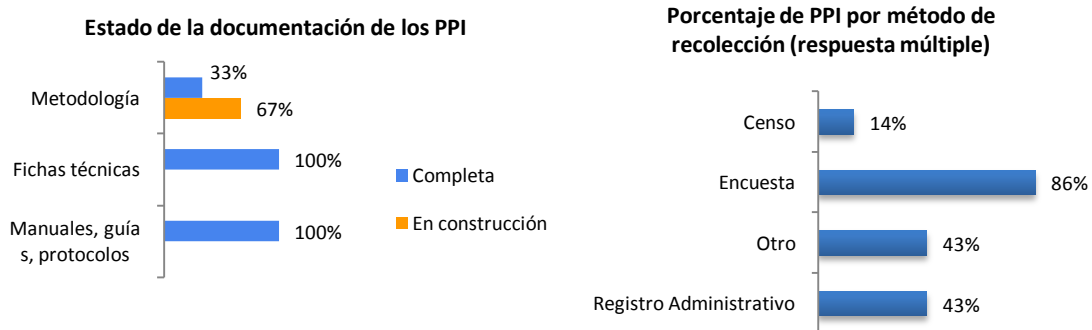 Estado de la documentación de los PPI
33%
Metodología
67%
Fichas técnicas
100%
Manuales, guía
s, protocolos
100%
Completa
En construcción
Porcentaje de PPI por método de
recolección (respuesta múltiple)
Censo
14%
Encuesta
86%
Otro
43%
Registro Administrativo
43%